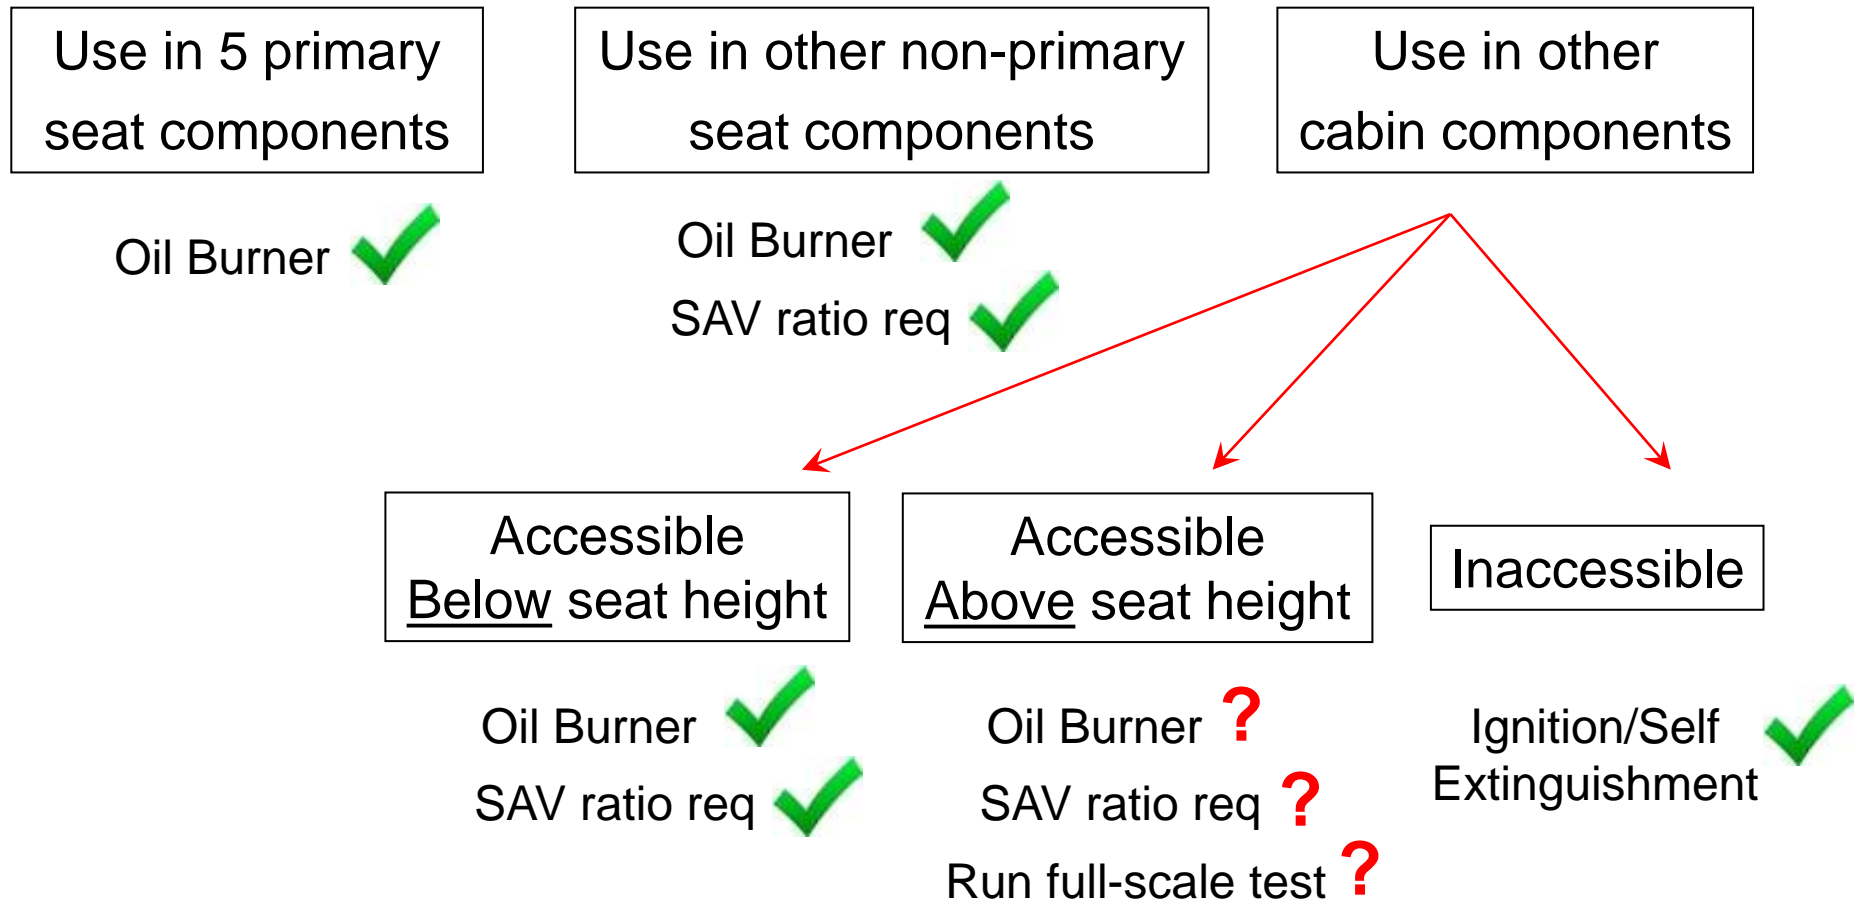 Use in 5 primary
seat components
Use in other non-primary
seat components
Use in other
cabin components
Oil Burner
Oil Burner
SAV ratio req
Accessible
Below seat height
Accessible
Above seat height
Inaccessible
Oil Burner
SAV ratio req
Oil Burner ?
SAV ratio req ?
Run full-scale test ?
Ignition/Self
Extinguishment